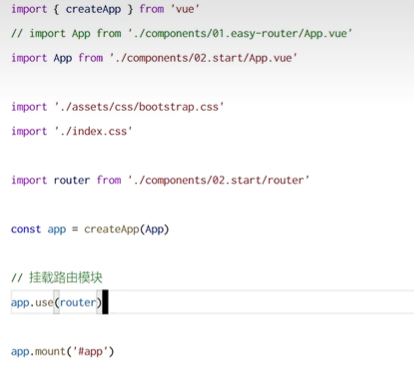 import { createApp } from 'vue'
// import App from './components/01.easy-router/App.vue'
import App from './components/02.start/App.vue'
import './assets/css/bootstrap.css'
import './index.css'
import router from './components/02.start/router'
const app = createApp(App)
// 挂载路由模块
app.use(router)
app.mount('#app')